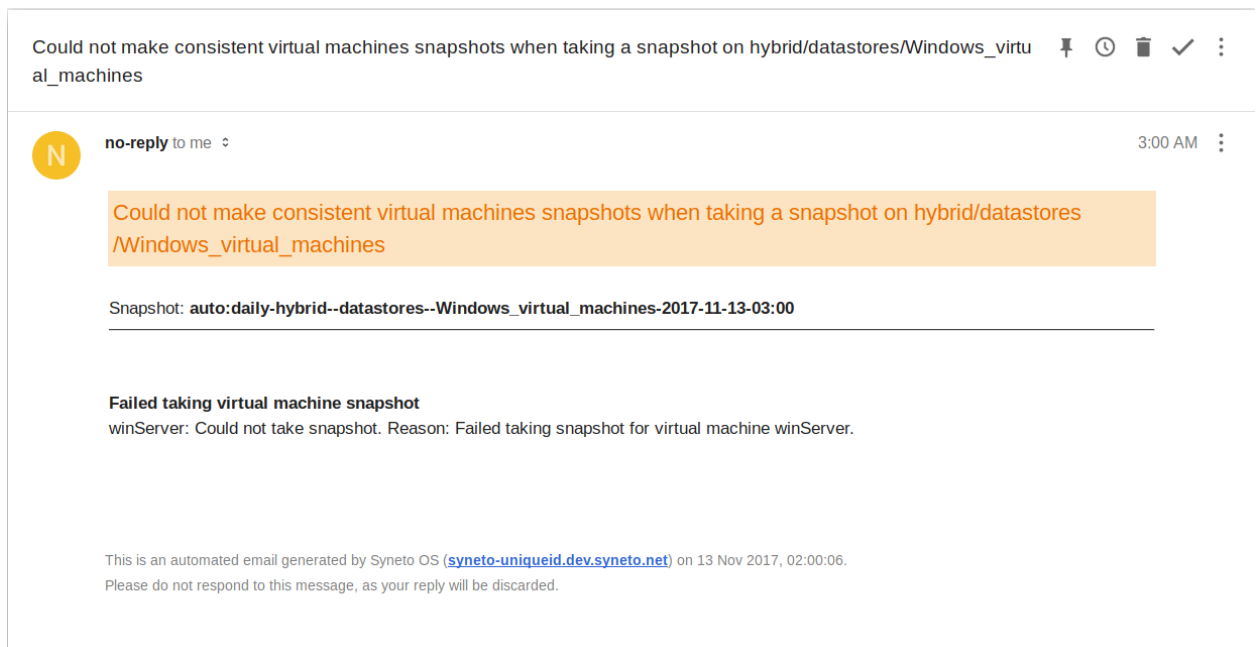 Could not make consistent virtual machines snapshots when taking a snapshot on hybrid/datastores/Windows_virtu
al_machines
N
no-reply to me
3:00 AM
Could not make consistent virtual machines snapshots when taking a snapshot on hybrid/datastores
/Windows_virtual_machines
Snapshot: auto:daily-hybrid--datastores--Windows_virtual_machines-2017-11-13-03:00
Failed taking virtual machine snapshot
winServer: Could not take snapshot. Reason: Failed taking snapshot for virtual machine winServer.
This is an automated email generated by Syneto OS (syneto-uniqueid.dev.syneto.net) on 13 Nov 2017, 02:00:06.
Please do not respond to this message, as your reply will be discarded.